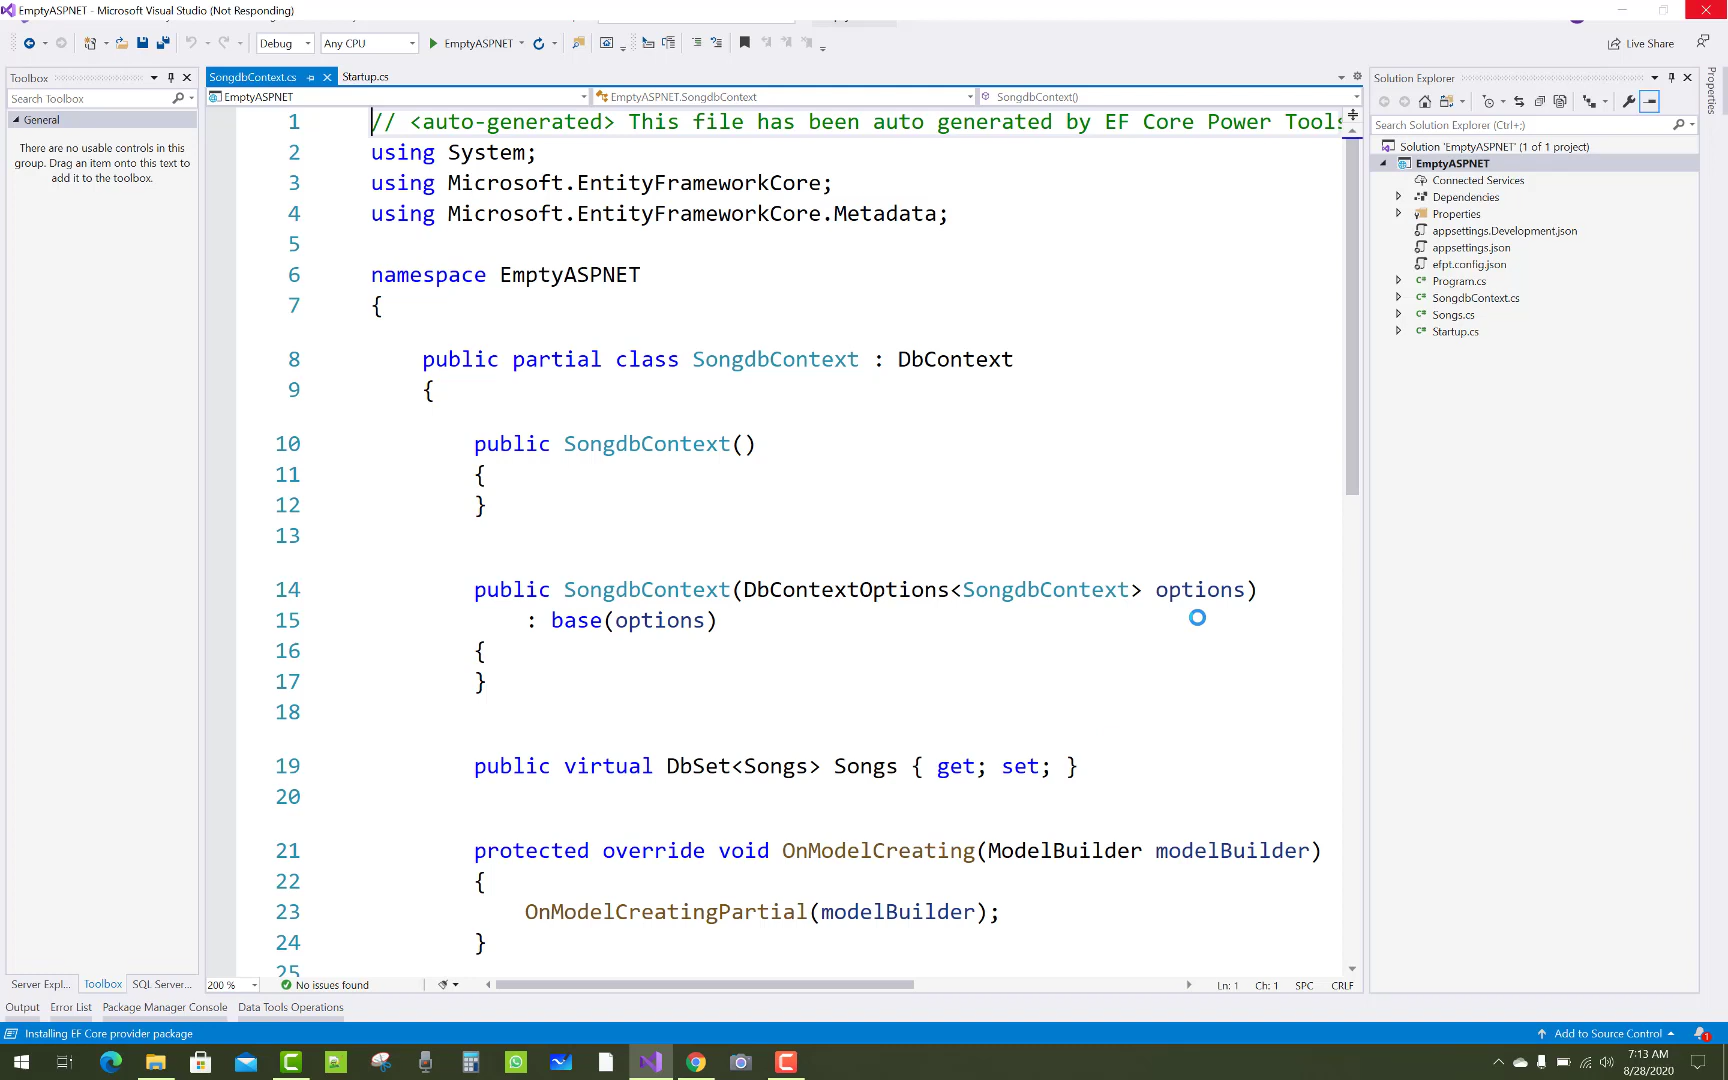 EmptyASPNET - Microsoft Visual Studio (Not Responding)
Debug
Any CPU
EmptyASPNET
Live Share
Toolbox
Search Toolbox
General
There are no usable controls in this
group. Drag an item onto this text to
add it to the toolbox.
SongdbContext.cs
Startup.cs
EmptyASPNET
EmptyASPNET.SongdbContext
SongdbContext()
1 // <auto-generated> This file has been auto generated by EF Core Power Tools
2 using System;
3 using Microsoft.EntityFrameworkCore;
4 using Microsoft.EntityFrameworkCore.Metadata;
5
6 namespace EmptyASPNET
7 {
8 public partial class SongdbContext : DbContext
9 {
10 public SongdbContext()
11 {
12 }
13
14 public SongdbContext(DbContextOptions<SongdbContext> options)
15 : base(options)
16 {
17 }
18
19 public virtual DbSet<Songs> Songs { get; set; }
20
21 protected override void OnModelCreating(ModelBuilder modelBuilder)
22 {
23 OnModelCreatingPartial(modelBuilder);
24 }
25
200 %
No issues found
Ln: 1 Ch: 1 SPC CRLF
Solution Explorer
Search Solution Explorer (Ctrl+;)
Solution 'EmptyASPNET' (1 of 1 project)
EmptyASPNET
Connected Services
Dependencies
Properties
appsettings.Development.json
appsettings.json
efpt.config.json
C# Program.cs
C# SongdbContext.cs
C# Songs.cs
C# Startup.cs
Properties
Server Expl...
Toolbox
SQL Server...
Output
Error List
Package Manager Console
Data Tools Operations
Installing EF Core provider package
Add to Source Control
1
7:13 AM
8/28/2020